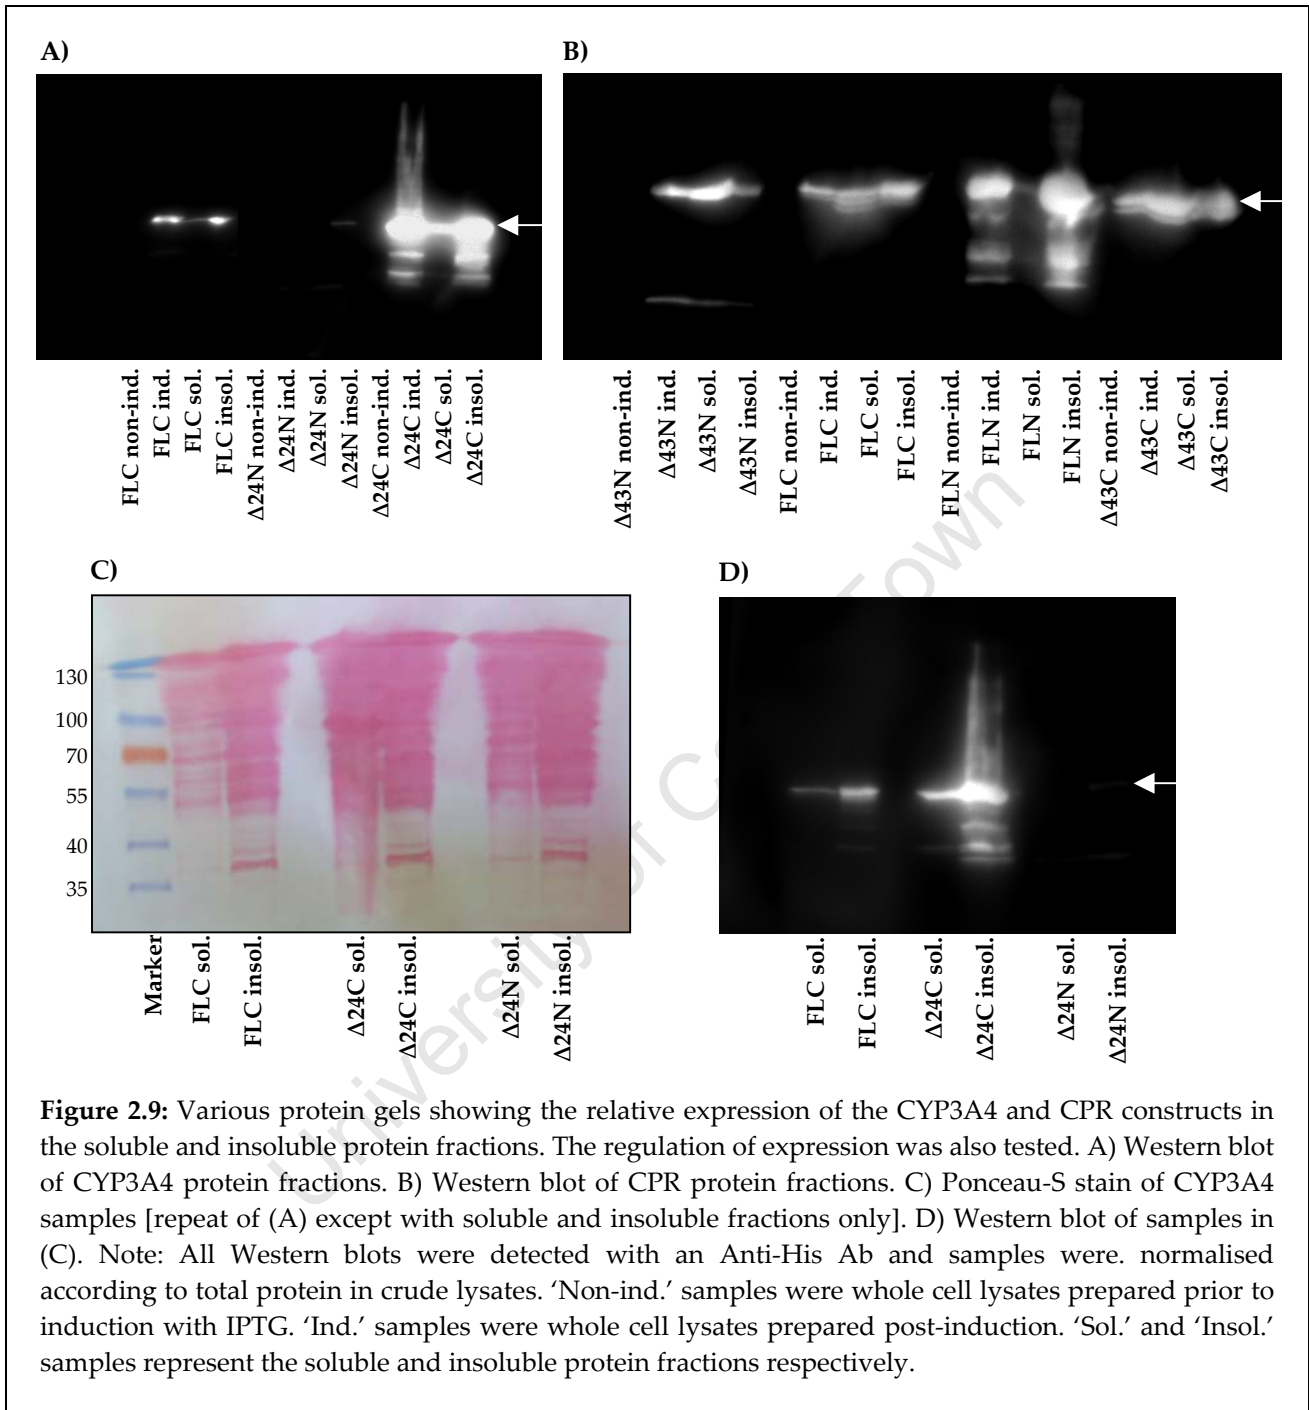 A)
B)
FLC non-ind.
FLC ind.
FLC sol.
FLC insol.
Δ24N non-ind.
Δ24N ind.
Δ24N sol.
Δ24N insol.
Δ24C non-ind.
Δ24C ind.
Δ24C sol.
Δ24C insol.
Δ43N non-ind.
Δ43N ind.
Δ43N sol.
Δ43N insol.
FLC non-ind.
FLC ind.
FLC sol.
FLC insol.
FLN non-ind.
FLN ind.
FLN sol.
FLN insol.
Δ43C non-ind.
Δ43C ind.
Δ43C sol.
Δ43C insol.
C)
D)
130
100
70
55
40
35
Marker
FLC sol.
FLC insol.
Δ24C sol.
Δ24C insol.
Δ24N sol.
Δ24N insol.
FLC sol.
FLC insol.
Δ24C sol.
Δ24C insol.
Δ24N sol.
Δ24N insol.
University of Cape Town
Figure 2.9: Various protein gels showing the relative expression of the CYP3A4 and CPR constructs in
the soluble and insoluble protein fractions. The regulation of expression was also tested. A) Western blot
of CYP3A4 protein fractions. B) Western blot of CPR protein fractions. C) Ponceau-S stain of CYP3A4
samples [repeat of (A) except with soluble and insoluble fractions only]. D) Western blot of samples in
(C). Note: All Western blots were detected with an Anti-His Ab and samples were. normalised
according to total protein in crude lysates. ‘Non-ind.’ samples were whole cell lysates prepared prior to
induction with IPTG. ‘Ind.’ samples were whole cell lysates prepared post-induction. ‘Sol.’ and ‘Insol.’
samples represent the soluble and insoluble protein fractions respectively.